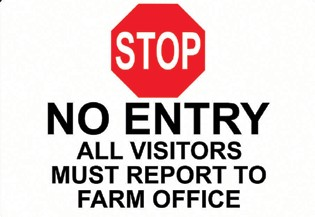 STOP
NO ENTRY
ALL VISITORS
MUST REPORT TO
FARM OFFICE